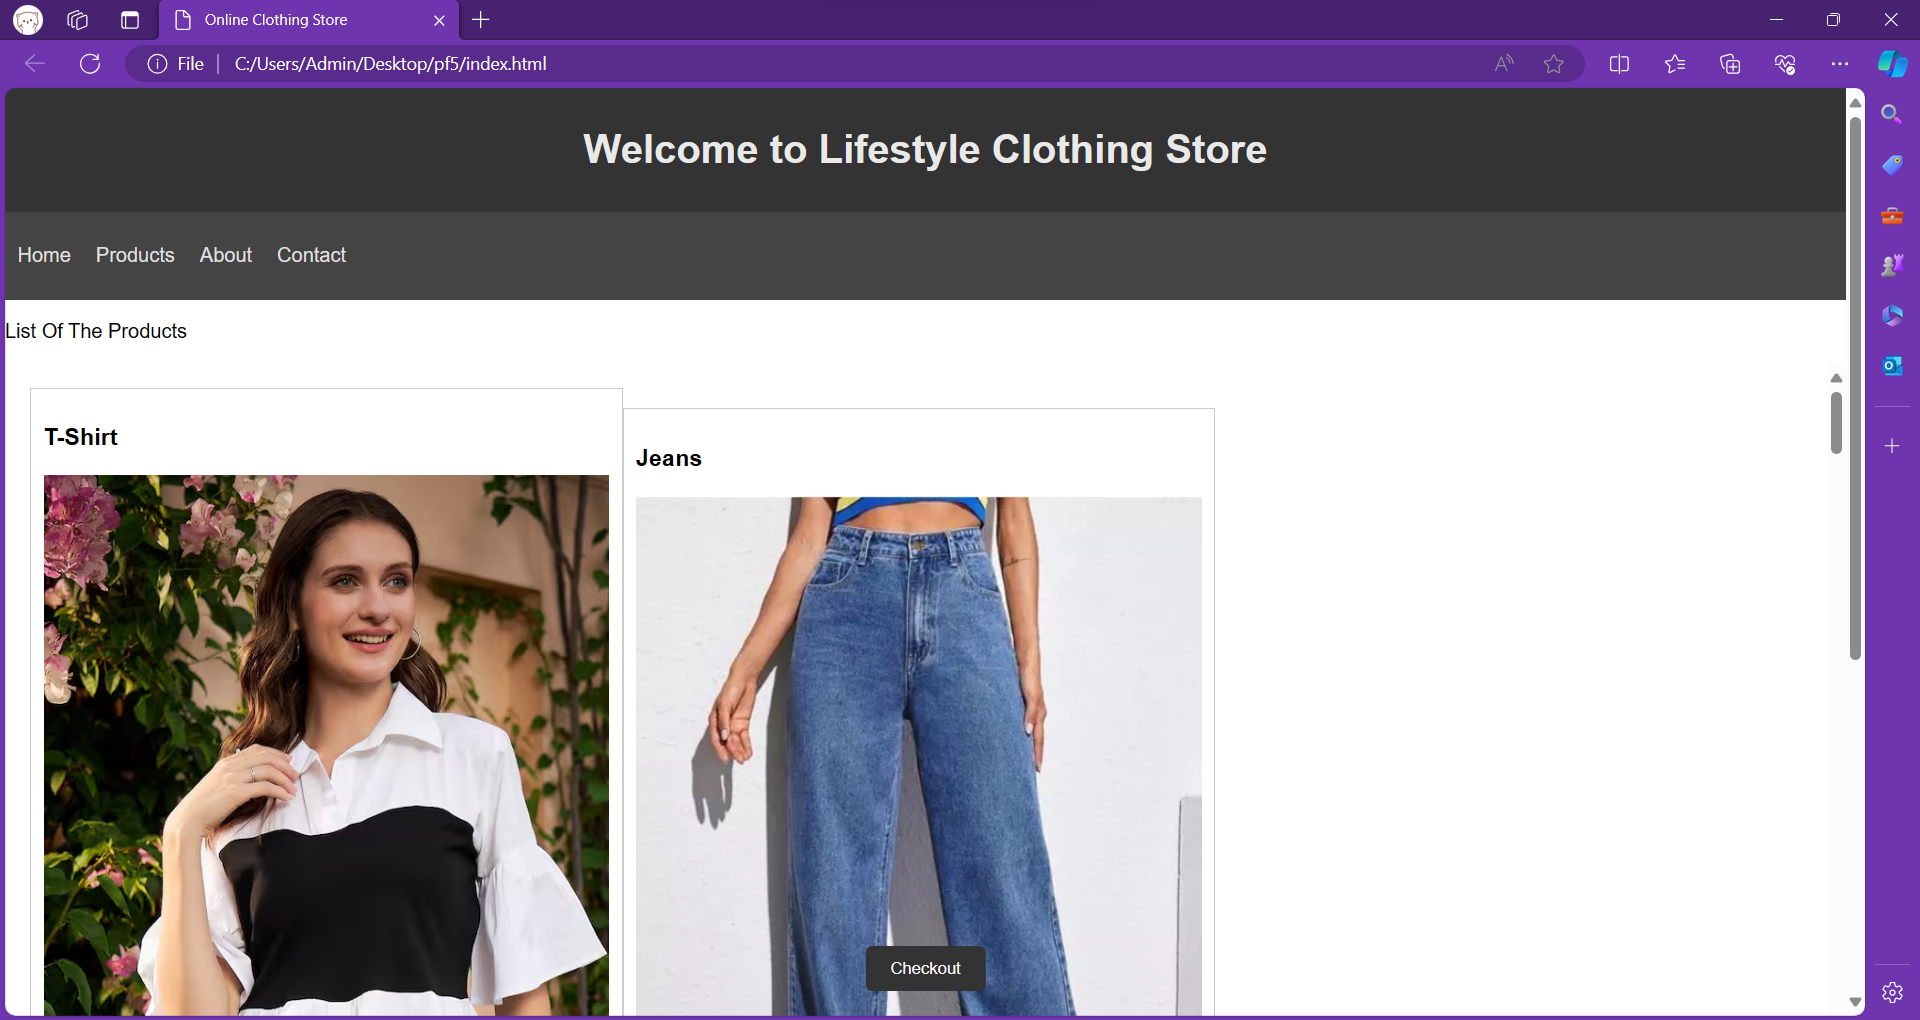 Online Clothing Store
File
C:/Users/Admin/Desktop/pf5/index.html
Welcome to Lifestyle Clothing Store
Home Products About Contact
List Of The Products
T-Shirt
Jeans
Checkout